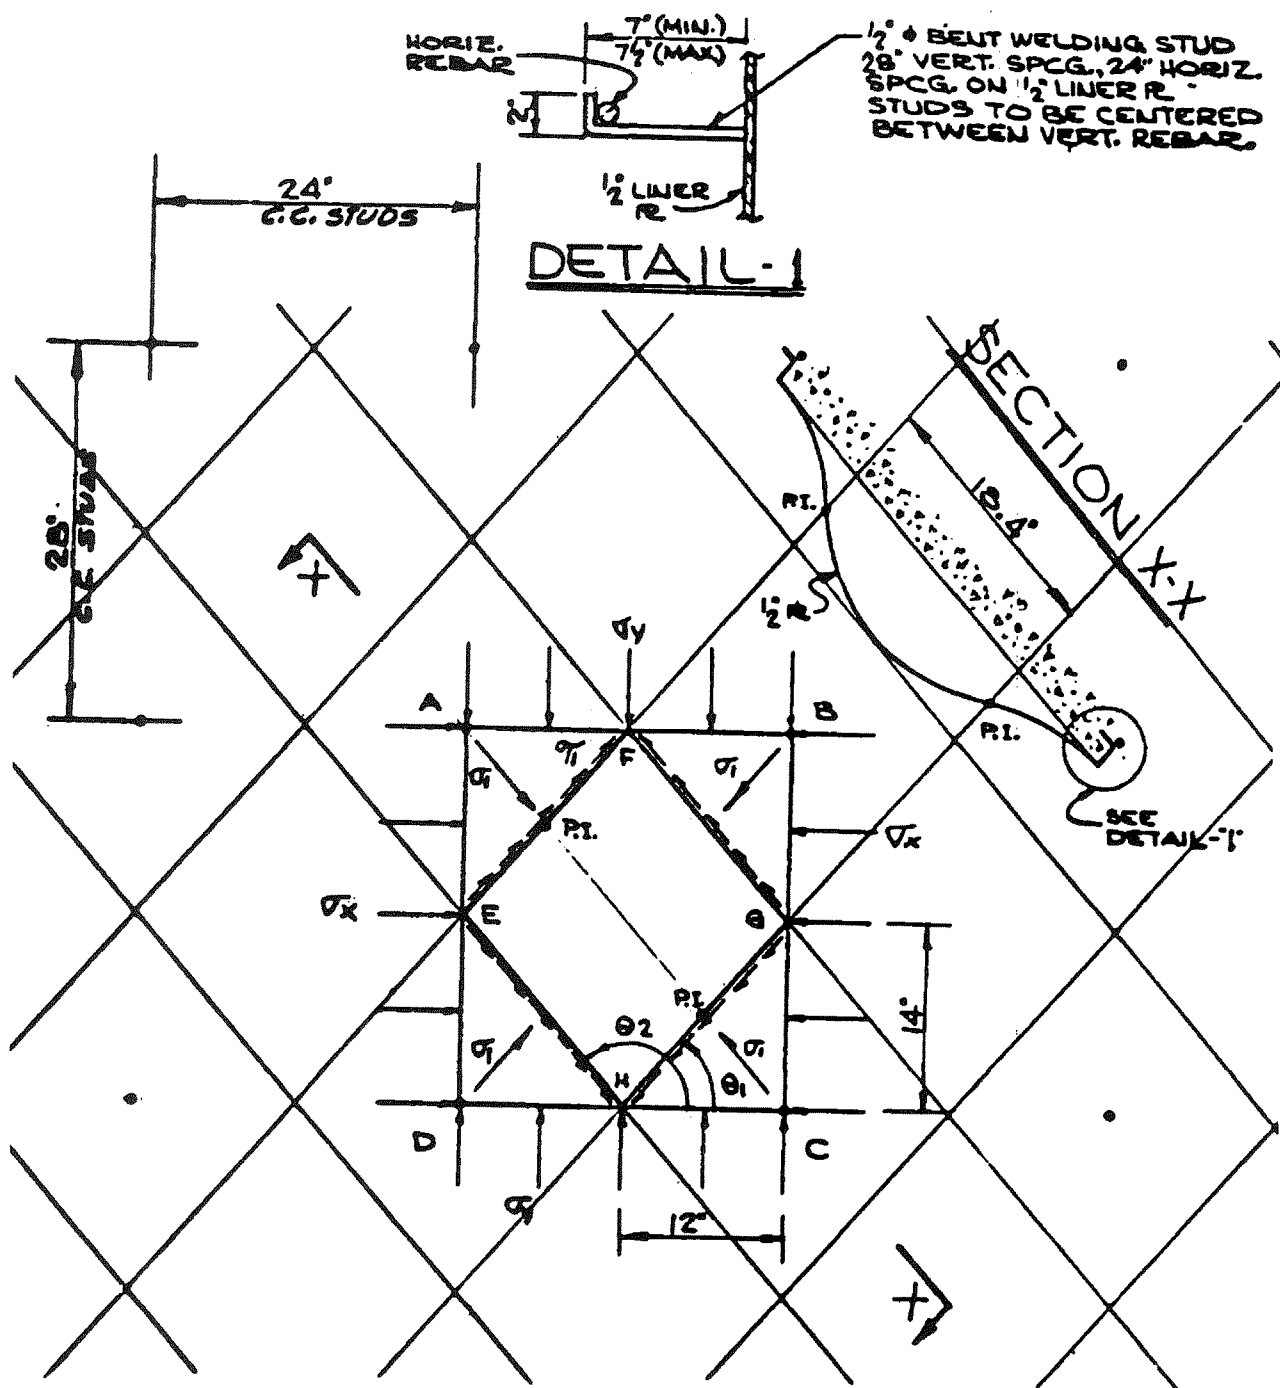 7" (MIN.)
7½" (MAX)
HORIZ.
REBAR
2"
½" LINER
PL
½" ϕ BENT WELDING STUD
28" VERT. SPCG., 24" HORIZ.
SPCG. ON ½" LINER PL
STUDS TO BE CENTERED
BETWEEN VERT. REBAR.
24"
C.C. STUDS
DETAIL-1
28"
C.C. STUDS
SECTION X-X
18.4"
P.I.
½" PL
P.I.
SEE
DETAIL-"1"
σy
A
B
σ1
σ1
F
σ1
P.I.
σx
σx
E
G
P.I.
14"
σ1
θ2
σ1
H
θ1
D
C
σy
12"